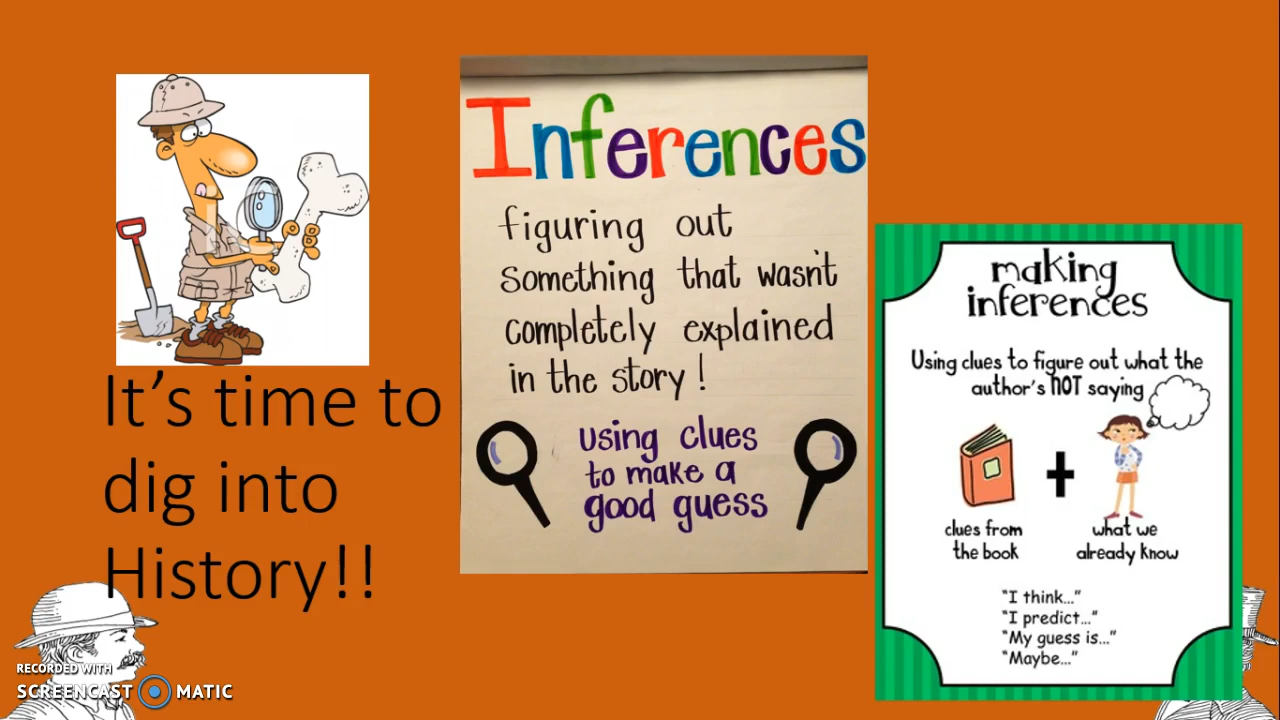 It's time to
dig into
History!!
Inferences
figuring out
something that wasn't
completely explained
in the story!
using clues
to make a
good guess
making
inferences
Using clues to figure out what the
author's NOT saying
+
clues from
the book
what we
already know
"I think..."
"I predict..."
"My guess is..."
"Maybe..."
RECORDED WITH
SCREENCAST MATIC